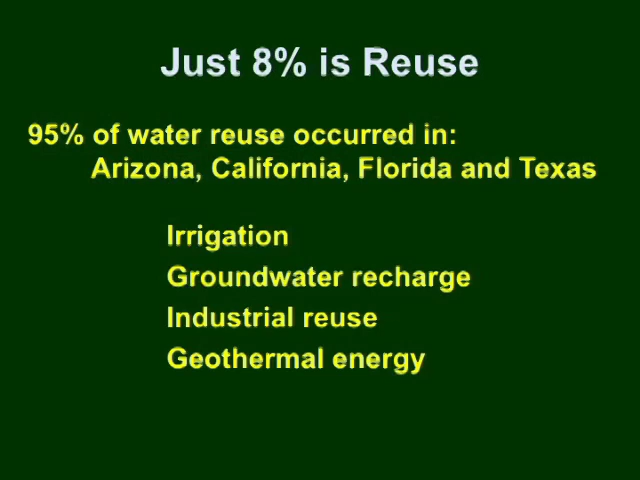 Just 8% is Reuse
95% of water reuse occurred in:
Arizona, California, Florida and Texas
Irrigation
Groundwater recharge
Industrial reuse
Geothermal energy